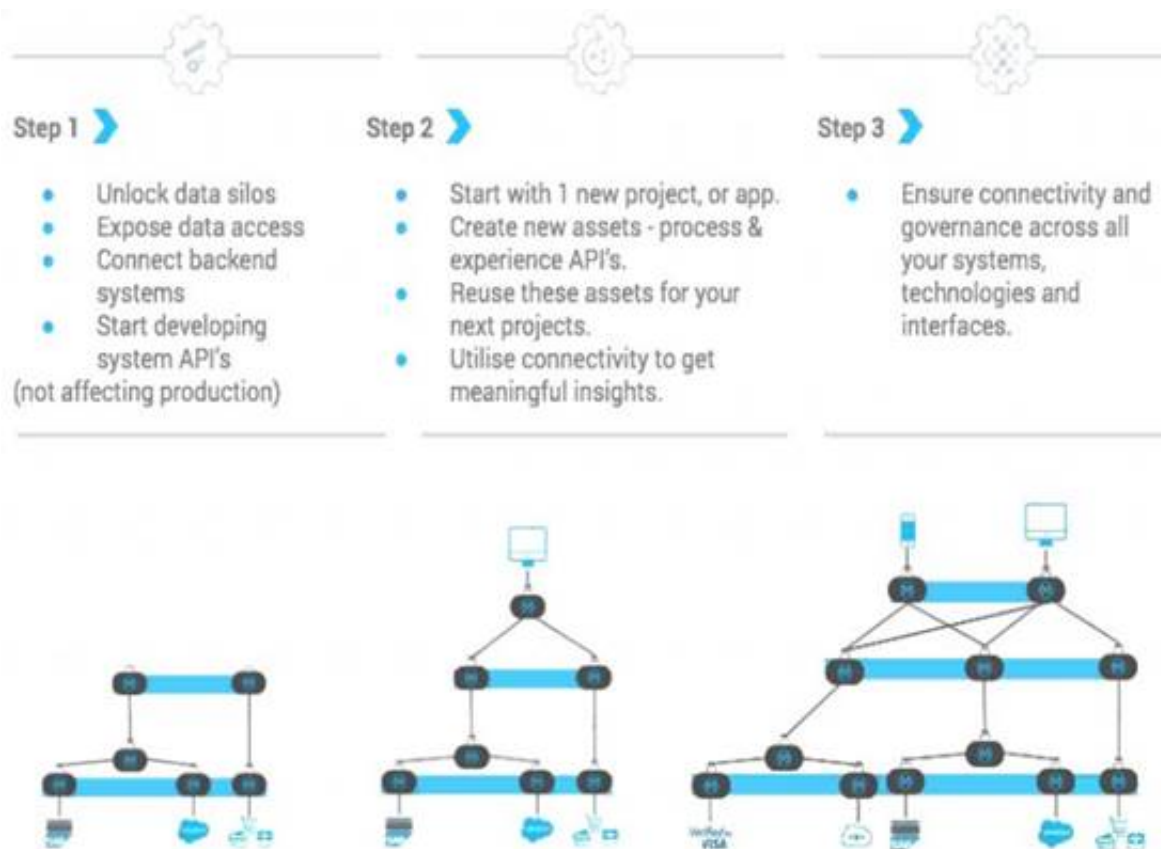 Step 1
Unlock data silos
Expose data access
Connect backend
systems
Start developing
system API's
(not affecting production)
Step 2
Start with 1 new project, or app.
Create new assets - process &
experience API's.
Reuse these assets for your
next projects.
Utilise connectivity to get
meaningful insights.
Step 3
Ensure connectivity and
governance across all
your systems,
technologies and
interfaces.
Verified by
VISA